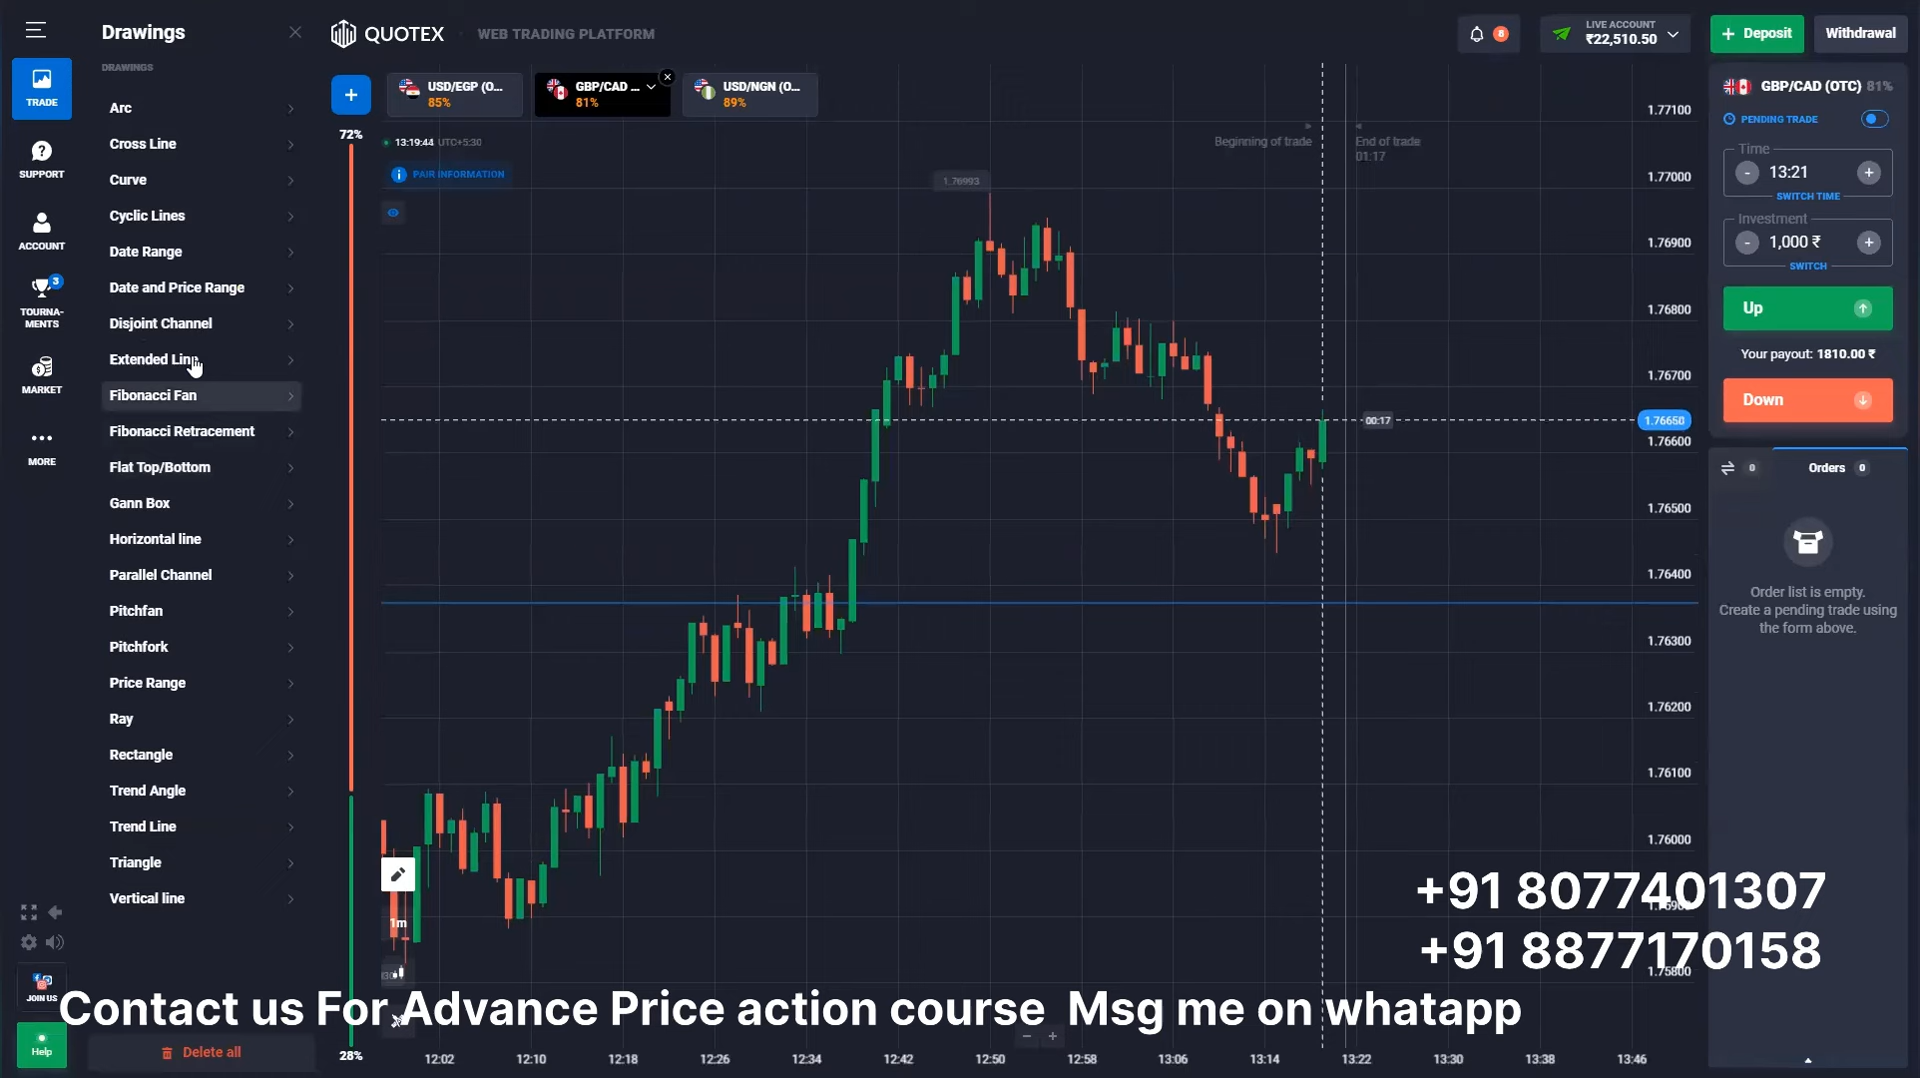 Drawings
DRAWINGS
Arc
Cross Line
Curve
Cyclic Lines
Date Range
Date and Price Range
Disjoint Channel
Extended Line
Fibonacci Fan
Fibonacci Retracement
Flat Top/Bottom
Gann Box
Horizontal line
Parallel Channel
Pitchfan
Pitchfork
Price Range
Ray
Rectangle
Trend Angle
Trend Line
Triangle
Vertical line
Delete all
TRADE
SUPPORT
ACCOUNT
3
TOURNA-
MENTS
MARKET
MORE
JOIN US
Help
QUOTEX
WEB TRADING PLATFORM
8
LIVE ACCOUNT
₹22,510.50
+ Deposit
Withdrawal
+
USD/EGP (O...
85%
GBP/CAD ...
81%
USD/NGN (O...
89%
72%
28%
13:19:44 UTC+5:30
PAIR INFORMATION
1.76993
Beginning of trade
End of trade
01:17
00:17
1.77100
1.77000
1.76900
1.76800
1.76700
1.76650
1.76600
1.76500
1.76400
1.76300
1.76200
1.76100
1.76000
1.75800
1m
12:02
12:10
12:18
12:26
12:34
12:42
12:50
12:58
13:06
13:14
13:22
13:30
13:38
13:46
GBP/CAD (OTC) 81%
PENDING TRADE
Time
- 13:21 +
SWITCH TIME
Investment
- 1,000 ₹ +
SWITCH
Up
Your payout: 1810.00 ₹
Down
0
Orders 0
Order list is empty.
Create a pending trade using
the form above.
+91 8077401307
+91 8877170158
Contact us For Advance Price action course Msg me on whatapp